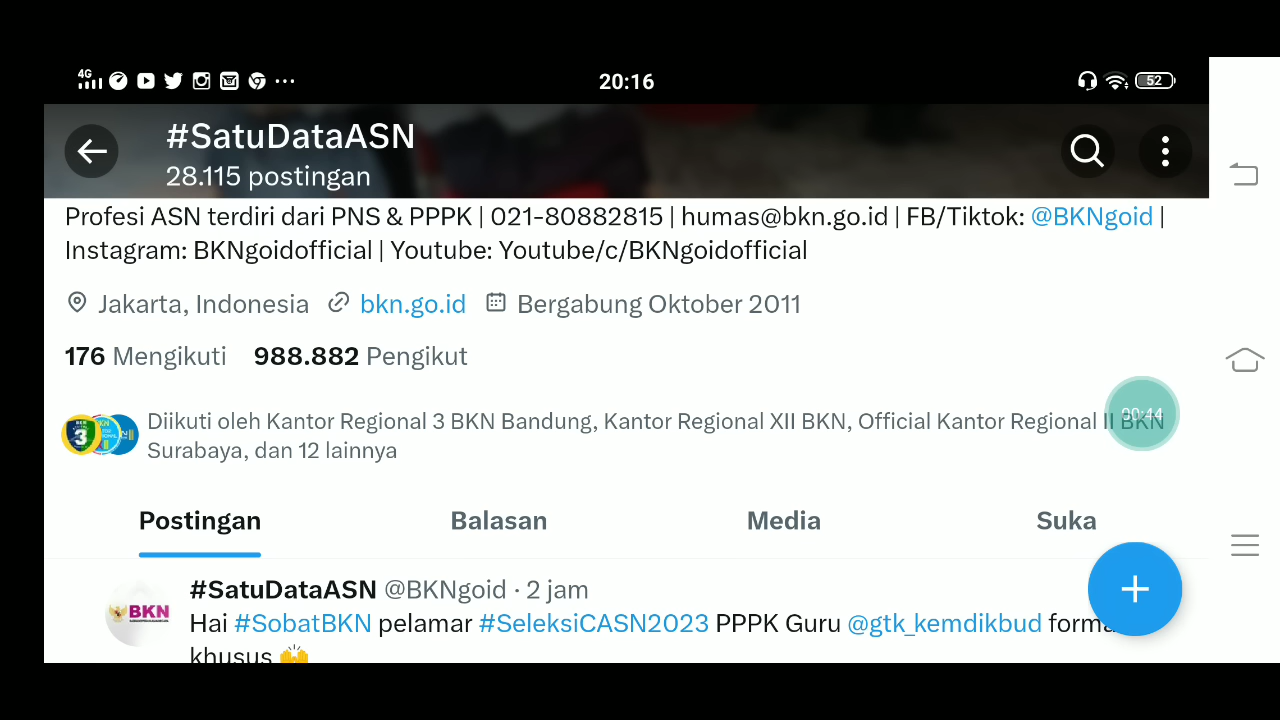 4G
20:16
52
#SatuDataASN
28.115 postingan
Profesi ASN terdiri dari PNS & PPPK | 021-80882815 | humas@bkn.go.id | FB/Tiktok: @BKNgoid |
Instagram: BKNgoidofficial | Youtube: Youtube/c/BKNgoidofficial
Jakarta, Indonesia bkn.go.id Bergabung Oktober 2011
176 Mengikuti 988.882 Pengikut
Diikuti oleh Kantor Regional 3 BKN Bandung, Kantor Regional XII BKN, Official Kantor Regional II BKN
Surabaya, dan 12 lainnya
00:44
Postingan Balasan Media Suka
#SatuDataASN @BKNgoid · 2 jam
BKN
Hai #SobatBKN pelamar #SeleksiCASN2023 PPPK Guru @gtk_kemdikbud forma
khusus